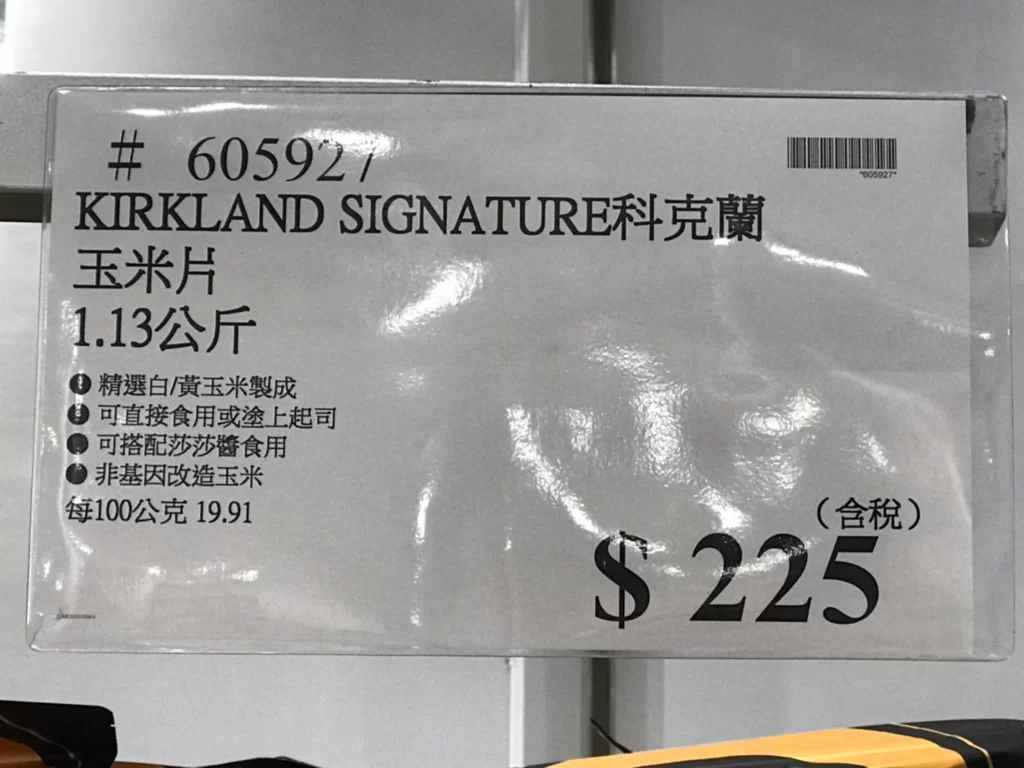 # 605927
*605927*
KIRKLAND SIGNATURE科克蘭
玉米片
1.13公斤
精選白/黃玉米製成
可直接食用或塗上起司
可搭配莎莎醬食用
非基因改造玉米
每100公克 19.91
（含稅）
$ 225